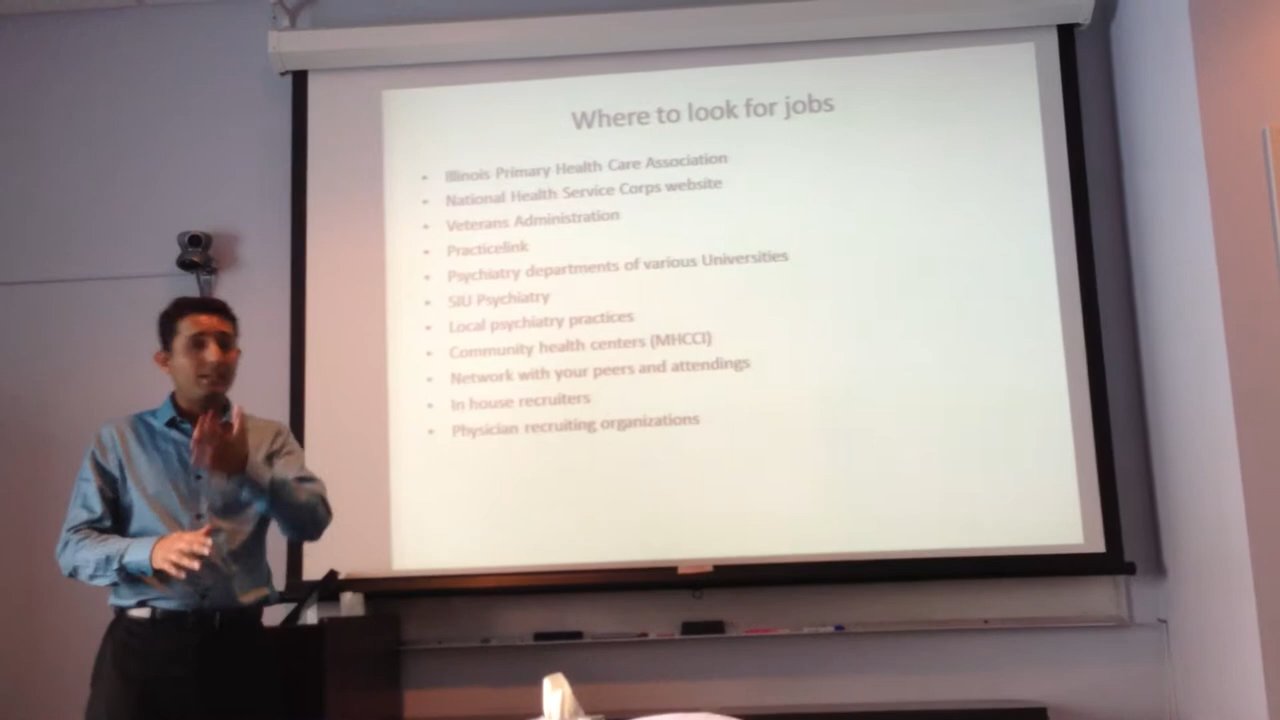 Where to look for jobs
• Illinois Primary Health Care Association
• National Health Service Corps website
• Veterans Administration
• Practicelink
• Psychiatry departments of various Universities
• SIU Psychiatry
• Local psychiatry practices
• Community health centers (MHCCI)
• Network with your peers and attendings
• In house recruiters
• Physician recruiting organizations